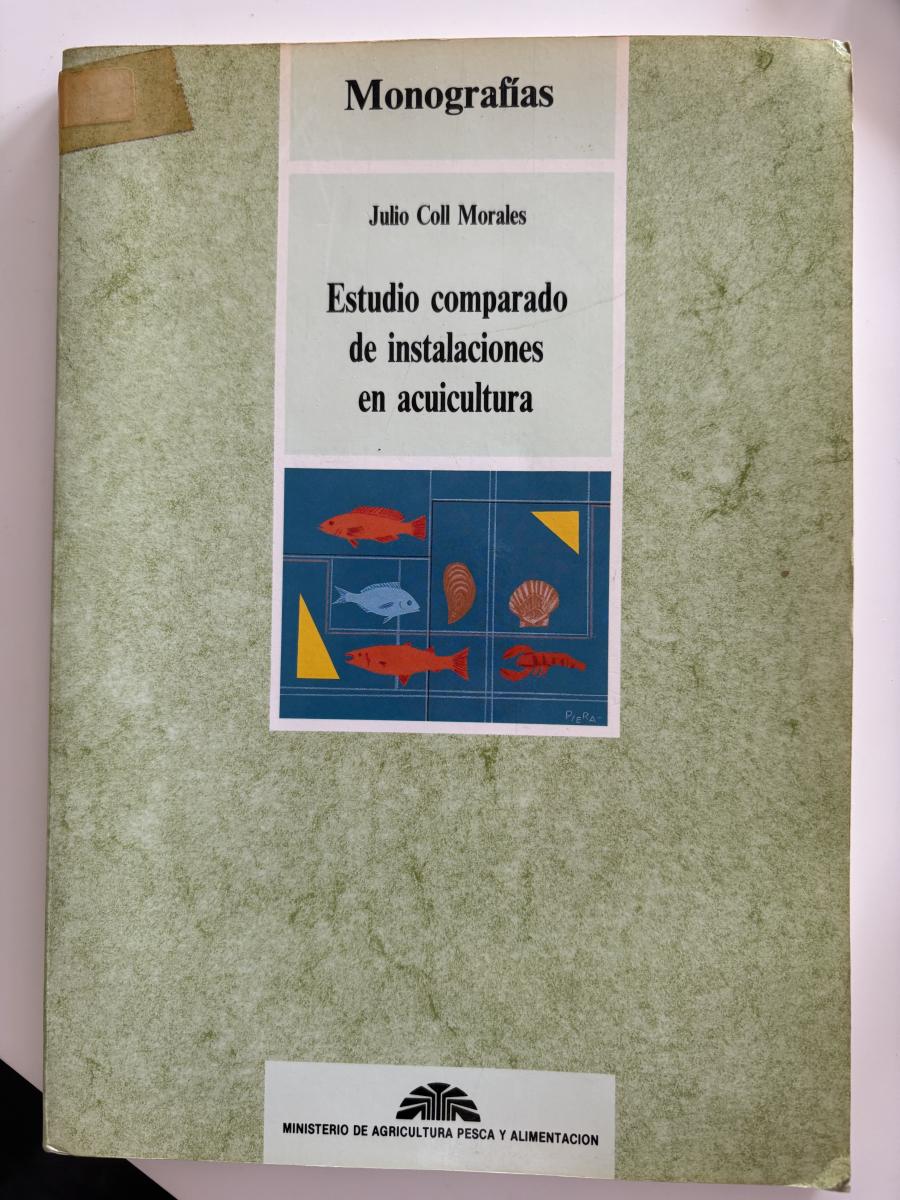 Monografías
Julio Coll Morales
Estudio comparado
de instalaciones
en acuicultura
PIERA
MINISTERIO DE AGRICULTURA PESCA Y ALIMENTACION